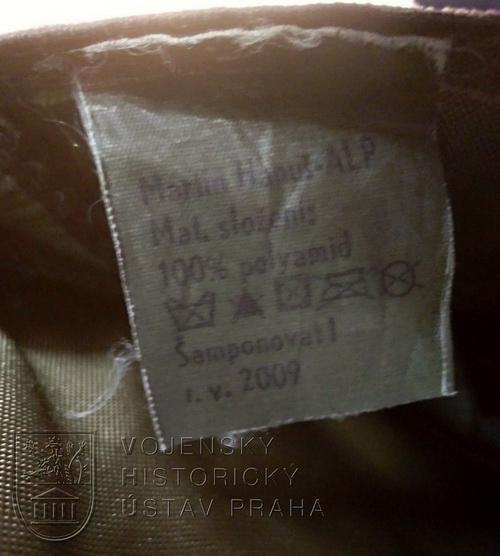 Martin Hanuš-ALP
Mat. složení:
100% polyamid
Šamponovat!
r. v. 2009
VOJENSKÝ
HISTORICKÝ
ÚSTAV PRAHA